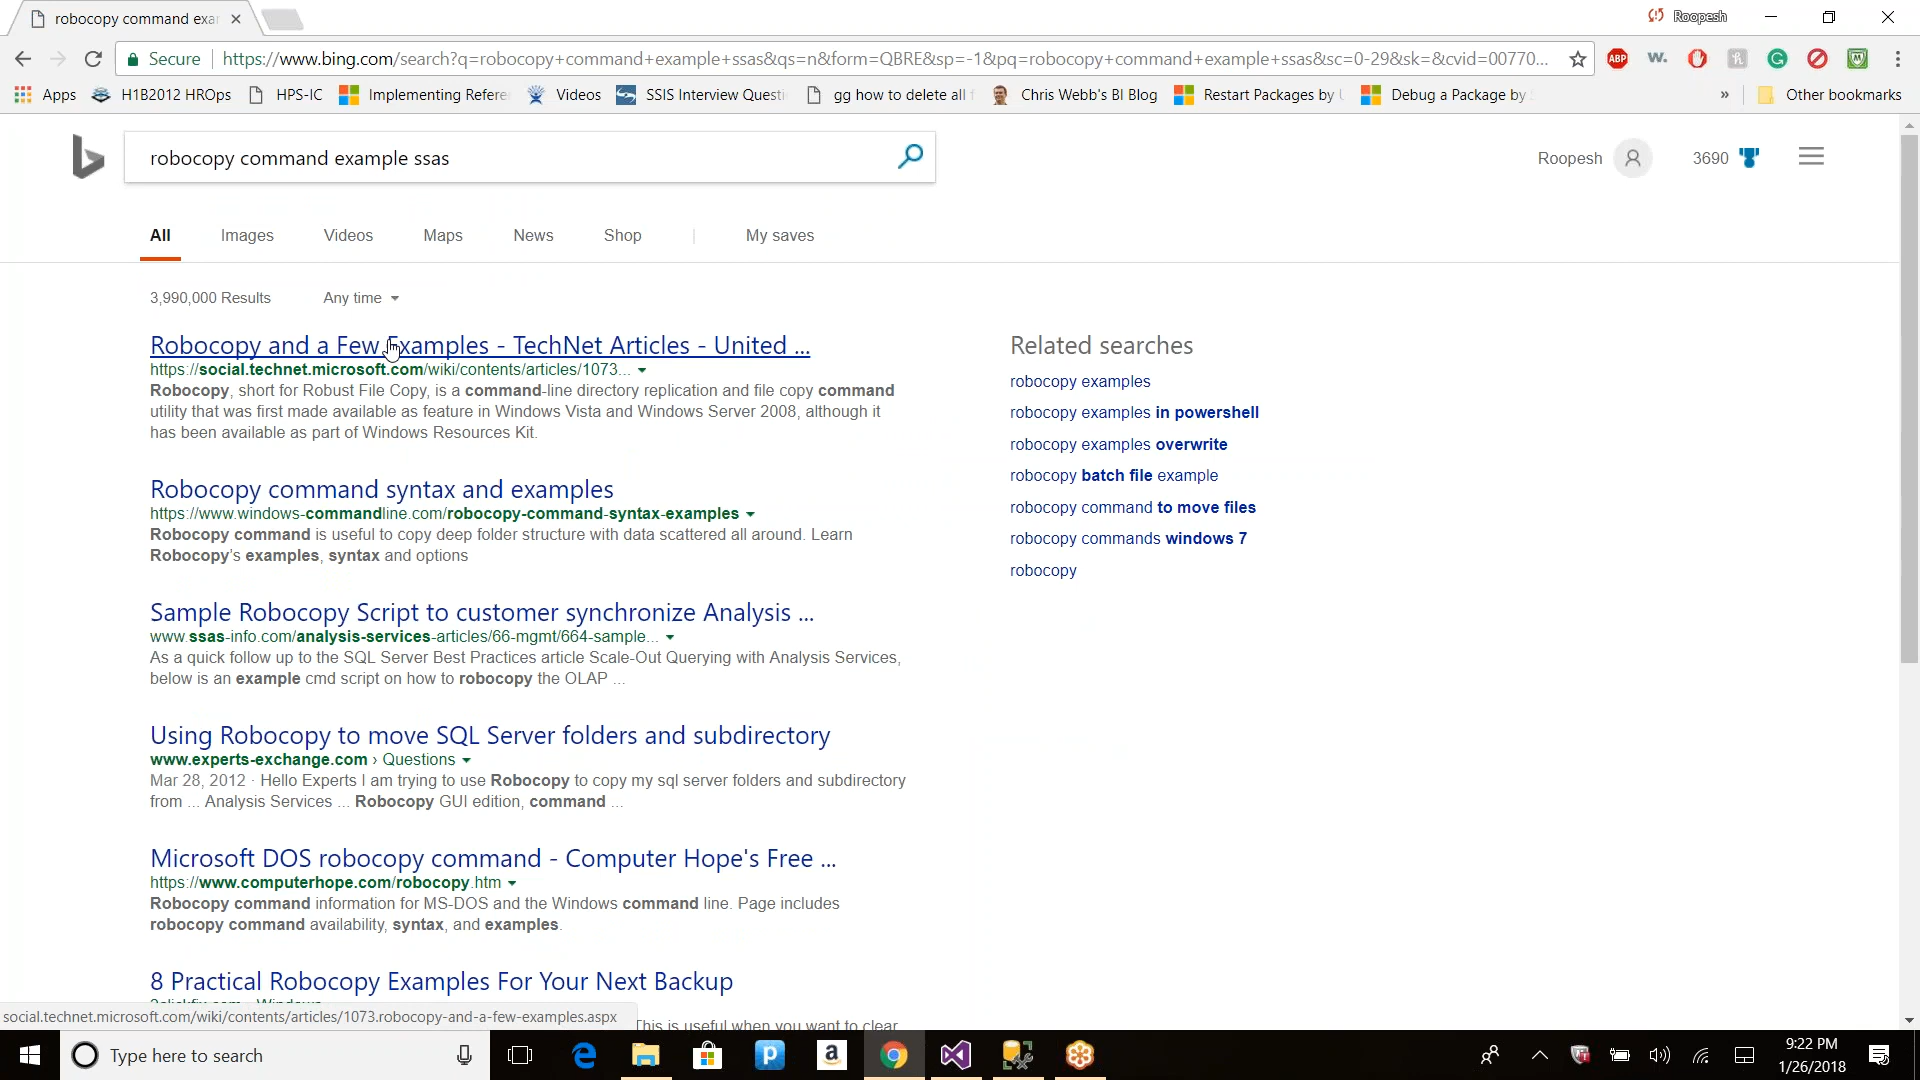 robocopy command exar
Roopesh
Secure
https://www.bing.com/search?q=robocopy+command+example+ssas&qs=n&form=QBRE&sp=-1&pq=robocopy+command+example+ssas&sc=0-29&sk=&cvid=00770...
ABP
Apps
H1B2012 HROps
HPS-IC
Implementing Refere
Videos
SSIS Interview Questi
gg how to delete all f
Chris Webb's BI Blog
Restart Packages by
Debug a Package by
»
Other bookmarks
robocopy command example ssas
Roopesh
3690
All
Images
Videos
Maps
News
Shop
My saves
3,990,000 Results
Any time
Robocopy and a Few Examples - TechNet Articles - United ...
https://social.technet.microsoft.com/wiki/contents/articles/1073...
Robocopy, short for Robust File Copy, is a command-line directory replication and file copy command
utility that was first made available as feature in Windows Vista and Windows Server 2008, although it
has been available as part of Windows Resources Kit.
Robocopy command syntax and examples
https://www.windows-commandline.com/robocopy-command-syntax-examples
Robocopy command is useful to copy deep folder structure with data scattered all around. Learn
Robocopy's examples, syntax and options
Sample Robocopy Script to customer synchronize Analysis ...
www.ssas-info.com/analysis-services-articles/66-mgmt/664-sample...
As a quick follow up to the SQL Server Best Practices article Scale-Out Querying with Analysis Services,
below is an example cmd script on how to robocopy the OLAP ...
Using Robocopy to move SQL Server folders and subdirectory
www.experts-exchange.com › Questions
Mar 28, 2012 · Hello Experts I am trying to use Robocopy to copy my sql server folders and subdirectory
from ... Analysis Services ... Robocopy GUI edition, command ...
Microsoft DOS robocopy command - Computer Hope's Free ...
https://www.computerhope.com/robocopy.htm
Robocopy command information for MS-DOS and the Windows command line. Page includes
robocopy command availability, syntax, and examples.
8 Practical Robocopy Examples For Your Next Backup
This is useful when you want to clear
Related searches
robocopy examples
robocopy examples in powershell
robocopy examples overwrite
robocopy batch file example
robocopy command to move files
robocopy commands windows 7
robocopy
social.technet.microsoft.com/wiki/contents/articles/1073.robocopy-and-a-few-examples.aspx
Type here to search
9:22 PM
1/26/2018